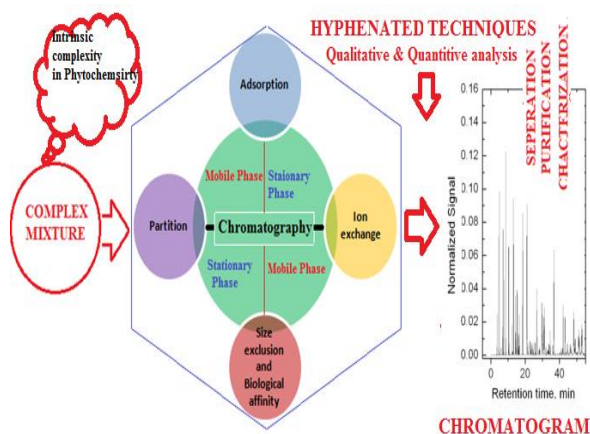 Intrinsic
complexity
in Phytochemsirty
COMPLEX
MIXTURE
Adsorption
Mobile Phase
Staionary
Phase
Partition
Chromatography
Ion
exchange
Stationary
Phase
Mobile Phase
Size
exclusion
and
Biological
affinity
HYPHENATED TECHNIQUES
Qualitative & Quantitive analysis
SEPERATION
PURIFICATION
CHACTERIZATION
Normalized Signal
0.16
0.14
0.12
0.10
0.08
0.06
0.04
0.02
0.00
0 20 40
Retention time, min
CHROMATOGRAM